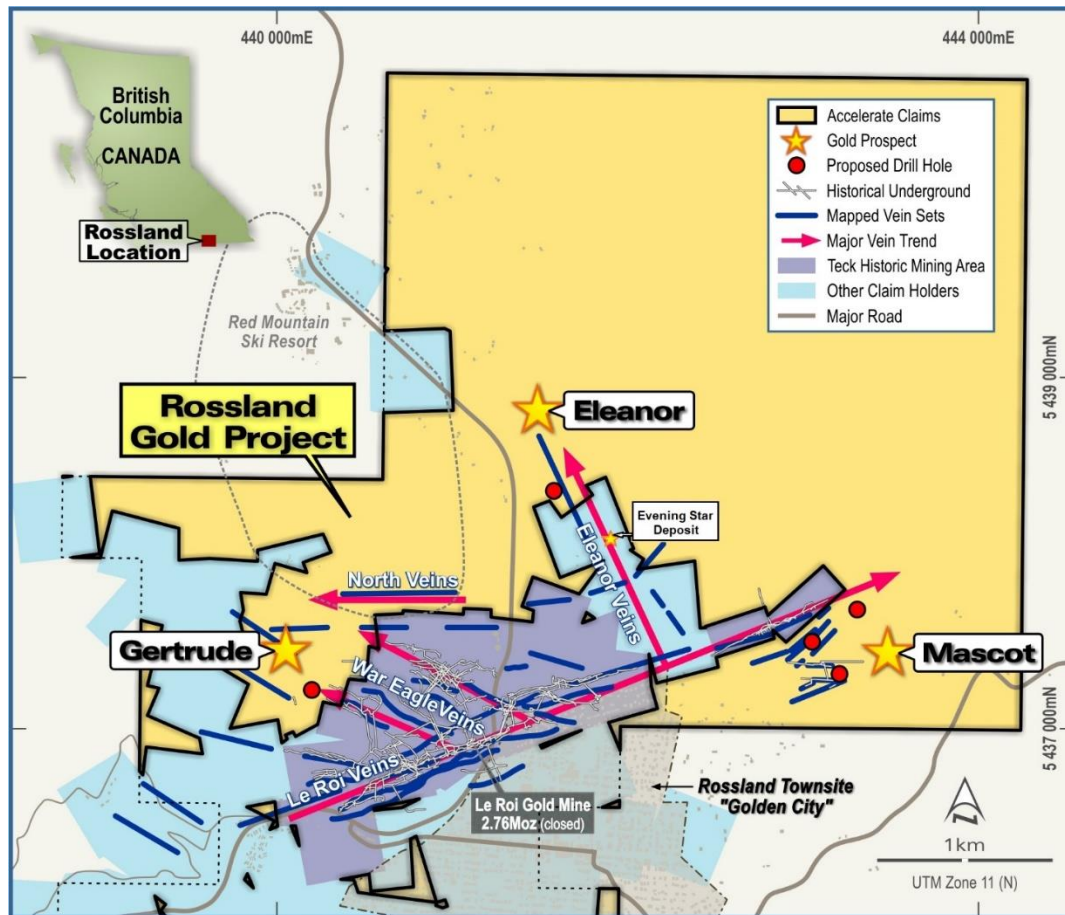 440 000mE
444 000mE
British
Columbia
CANADA
Rossland
Location
Accelerate Claims
Gold Prospect
Proposed Drill Hole
Historical Underground
Mapped Vein Sets
Major Vein Trend
Teck Historic Mining Area
Other Claim Holders
Major Road
Red Mountain
Ski Resort
5 439 000mN
Rossland
Gold Project
Eleanor
Evening Star
Deposit
Eleanor Veins
North Veins
Gertrude
War EagleVeins
Mascot
Le Roi Veins
5 437 000mN
Rossland Townsite
"Golden City"
Le Roi Gold Mine
2.76Moz (closed)
N
1km
UTM Zone 11 (N)